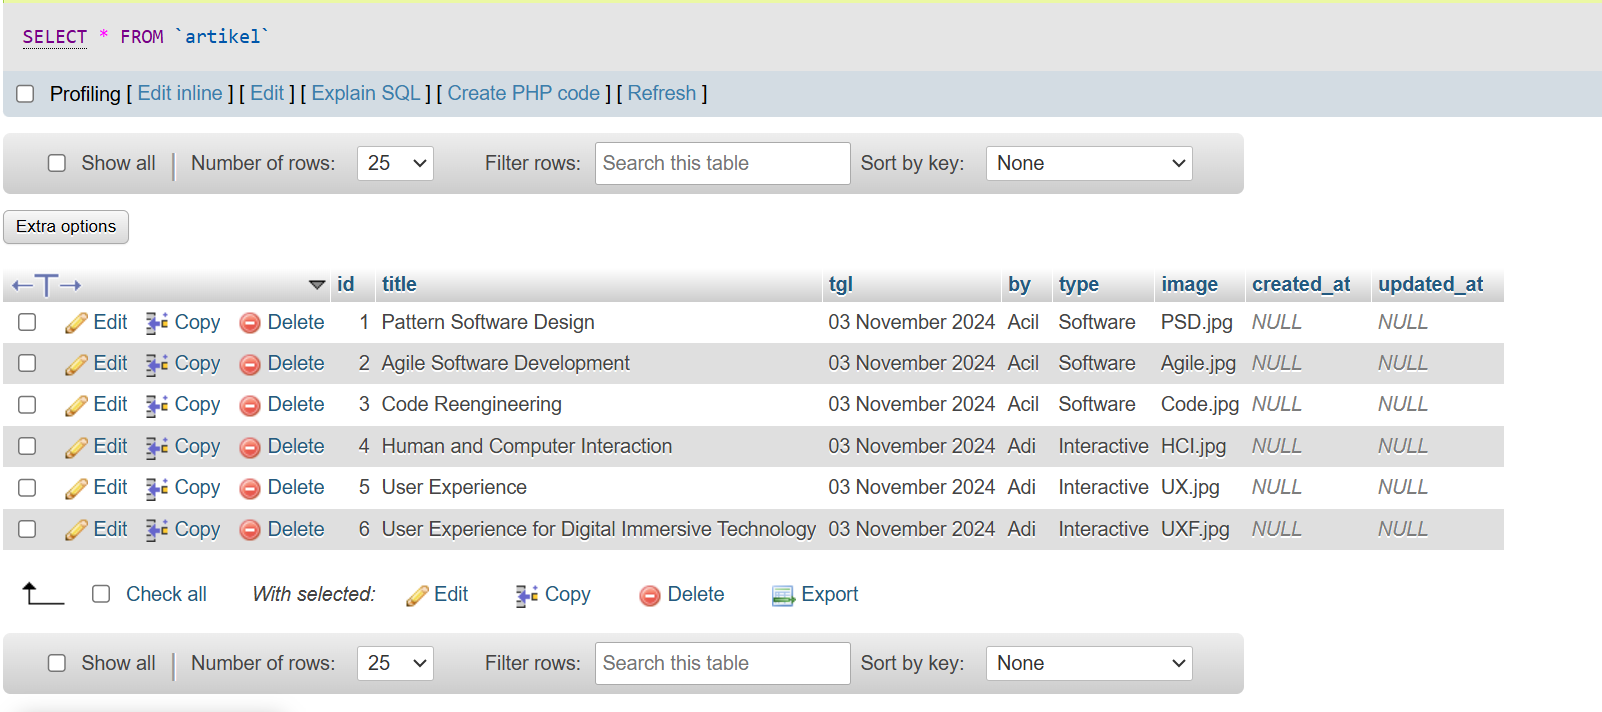 SELECT * FROM `artikel`
Profiling [ Edit inline ] [ Edit ] [ Explain SQL ] [ Create PHP code ] [ Refresh ]
Show all Number of rows: 25 Filter rows: Search this table Sort by key: None
Extra options
id title tgl by type image created_at updated_at
Edit Copy Delete 1 Pattern Software Design 03 November 2024 Acil Software PSD.jpg NULL NULL
Edit Copy Delete 2 Agile Software Development 03 November 2024 Acil Software Agile.jpg NULL NULL
Edit Copy Delete 3 Code Reengineering 03 November 2024 Acil Software Code.jpg NULL NULL
Edit Copy Delete 4 Human and Computer Interaction 03 November 2024 Adi Interactive HCI.jpg NULL NULL
Edit Copy Delete 5 User Experience 03 November 2024 Adi Interactive UX.jpg NULL NULL
Edit Copy Delete 6 User Experience for Digital Immersive Technology 03 November 2024 Adi Interactive UXF.jpg NULL NULL
Check all With selected: Edit Copy Delete Export
Show all Number of rows: 25 Filter rows: Search this table Sort by key: None